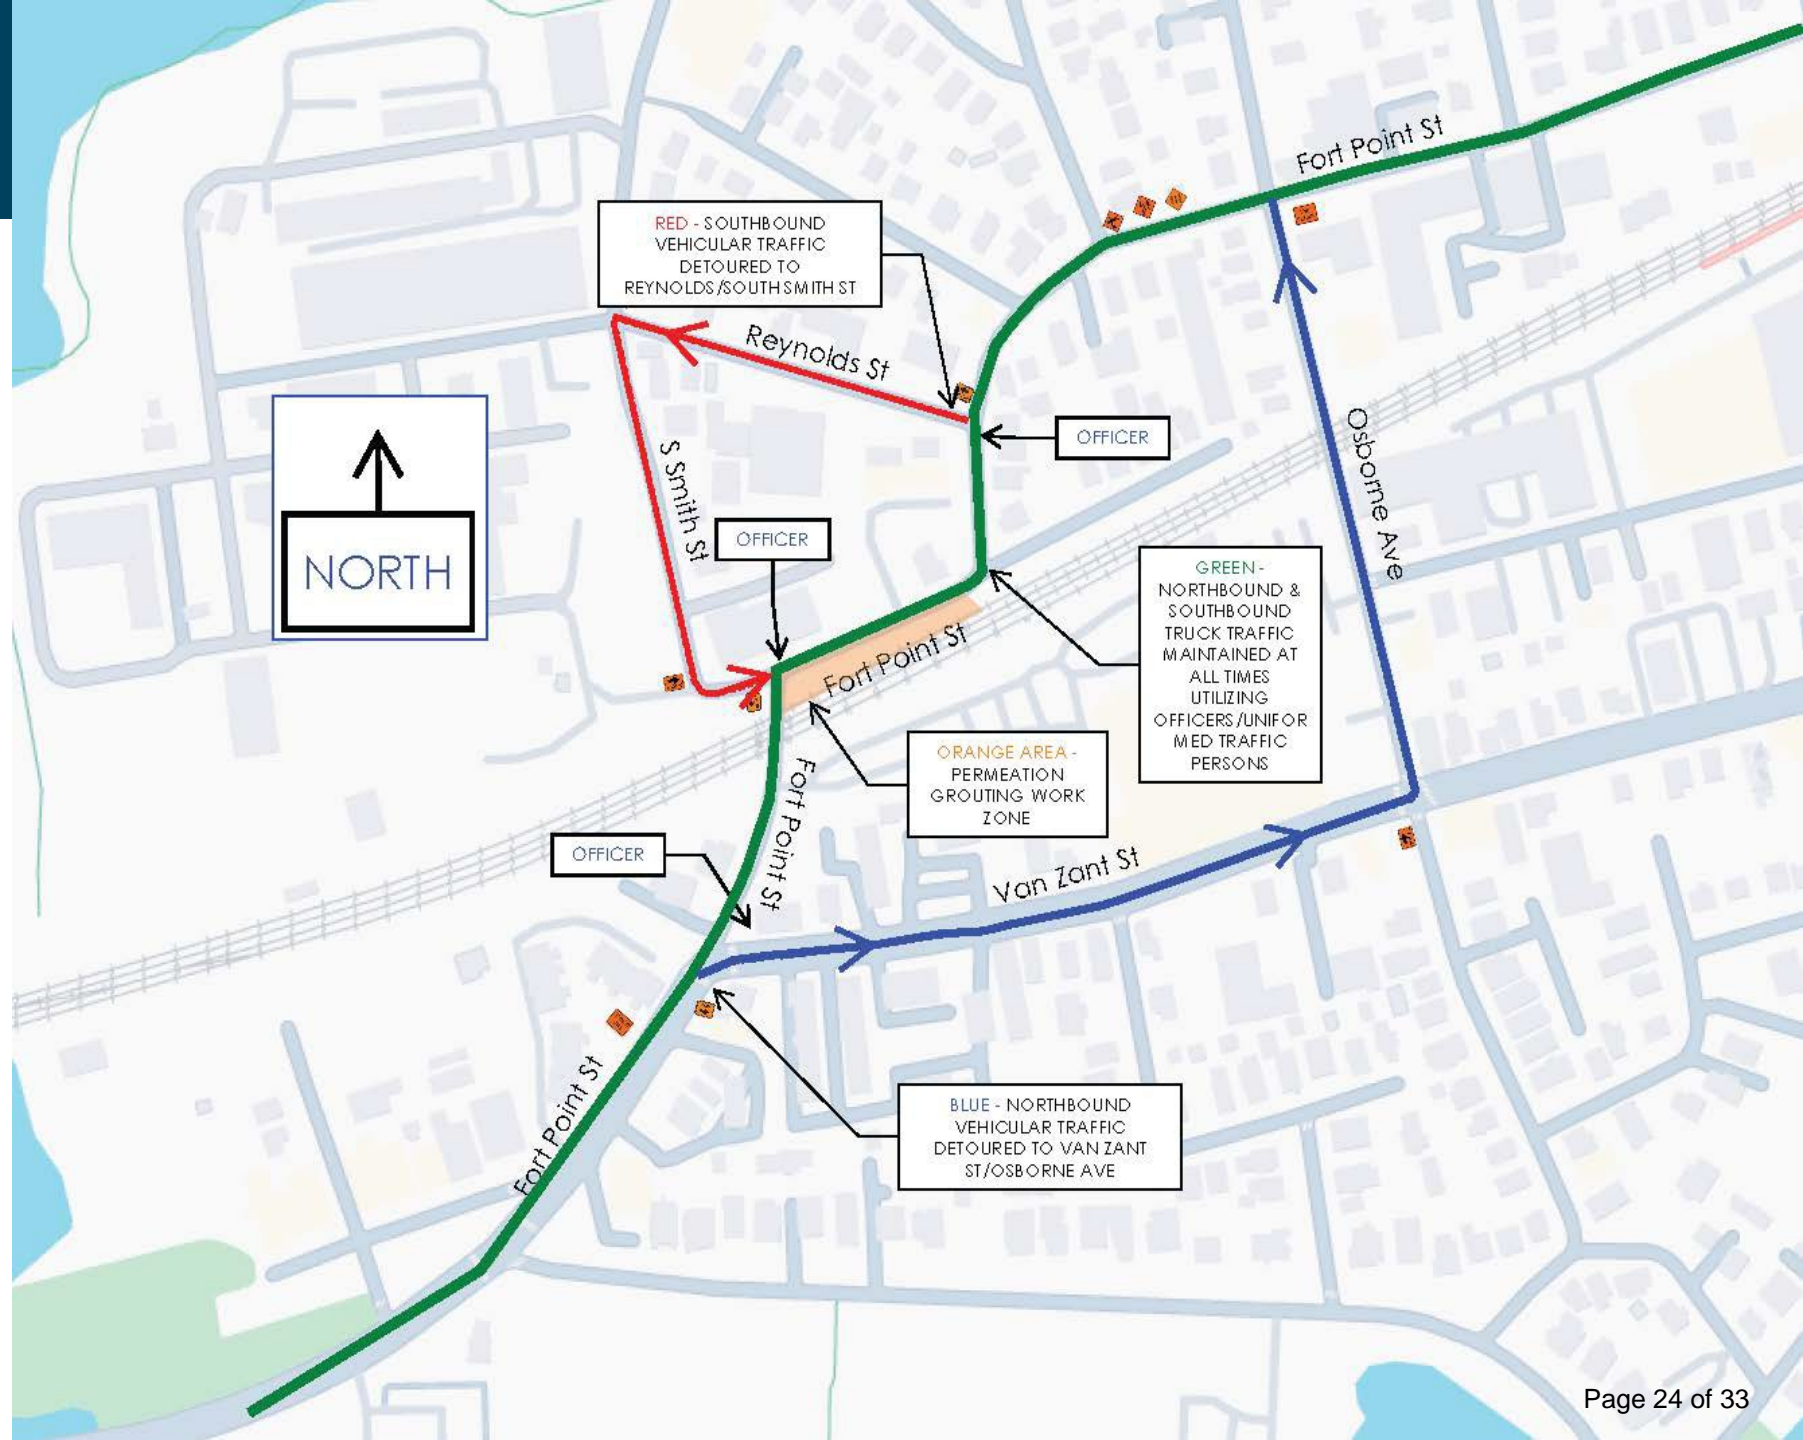 Fort Point St
RED - SOUTHBOUND
VEHICULAR TRAFFIC
DETOURED TO
REYNOLDS/SOUTH SMITH ST
Reynolds St
OFFICER
Osborne Ave
S Smith St
OFFICER
NORTH
GREEN -
NORTHBOUND &
SOUTHBOUND
TRUCK TRAFFIC
MAINTAINED AT
ALL TIMES
UTILIZING
OFFICERS/UNIFOR
MED TRAFFIC
PERSONS
Fort Point St
ORANGE AREA -
PERMEATION
GROUTING WORK
ZONE
Fort Point St
OFFICER
Van Zant St
Fort Point St
BLUE - NORTHBOUND
VEHICULAR TRAFFIC
DETOURED TO VAN ZANT
ST/OSBORNE AVE
Page 24 of 33